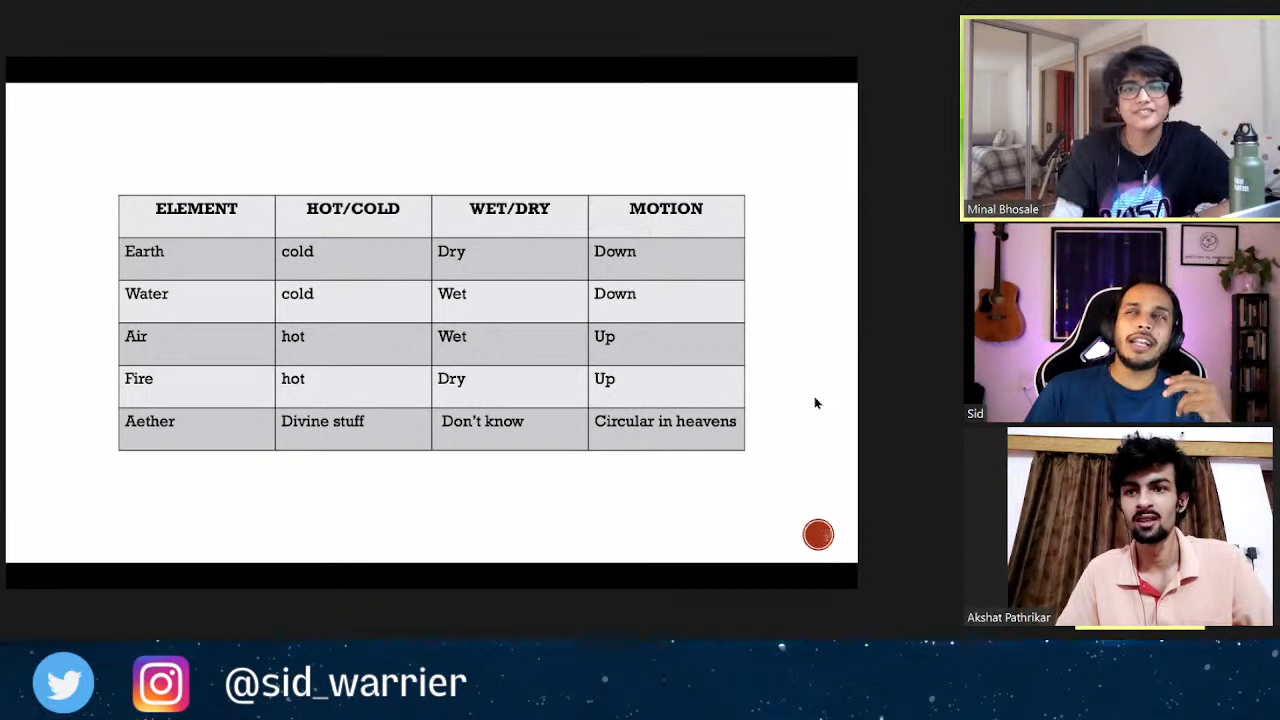 ELEMENT HOT/COLD WET/DRY MOTION
Earth cold Dry Down
Water cold Wet Down
Air hot Wet Up
Fire hot Dry Up
Aether Divine stuff Don't know Circular in heavens
Minal Bhosale
Sid
Akshat Pathrikar
@sid_warrier